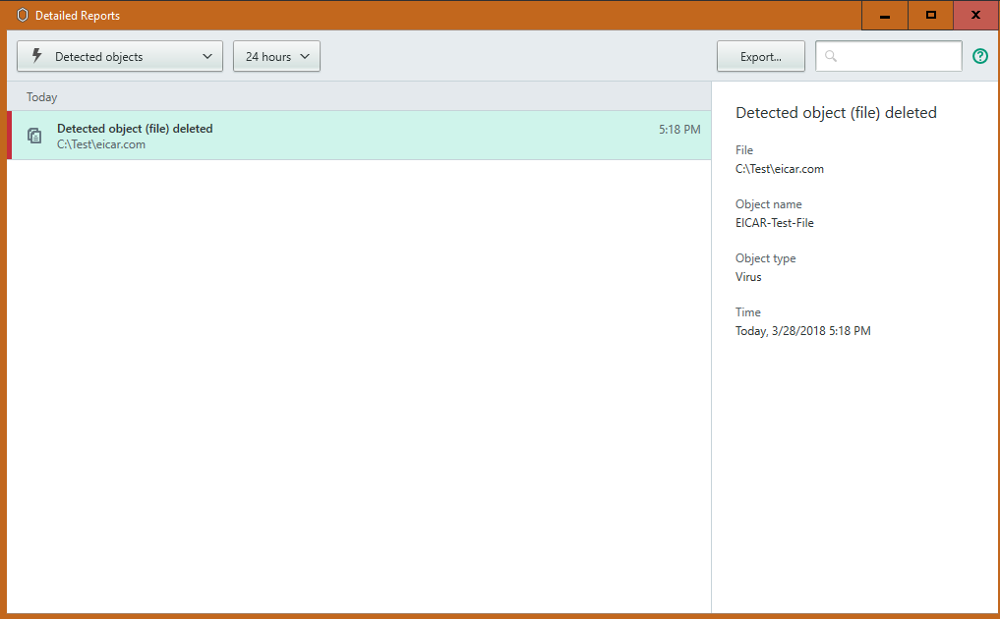 Detailed Reports
Detected objects
24 hours
Export...
Today
Detected object (file) deleted
5:18 PM
C:\Test\eicar.com
Detected object (file) deleted
File
C:\Test\eicar.com
Object name
EICAR-Test-File
Object type
Virus
Time
Today, 3/28/2018 5:18 PM